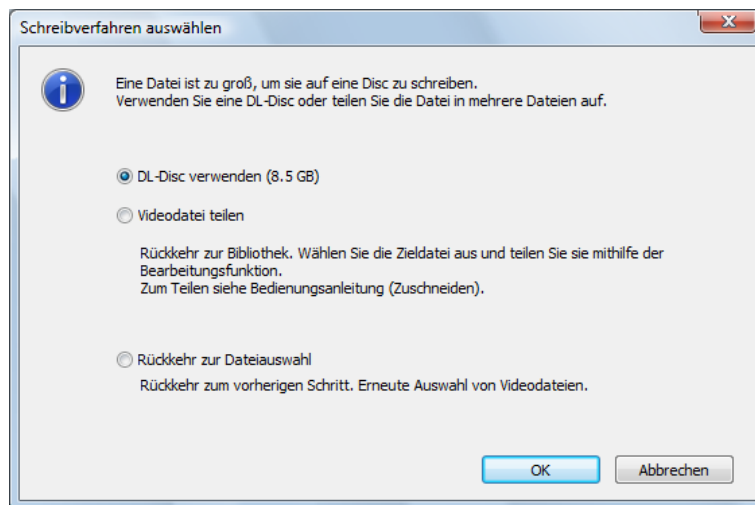 Schreibverfahren auswählen
Eine Datei ist zu groß, um sie auf eine Disc zu schreiben.
Verwenden Sie eine DL-Disc oder teilen Sie die Datei in mehrere Dateien auf.
DL-Disc verwenden (8.5 GB)
Videodatei teilen
Rückkehr zur Bibliothek. Wählen Sie die Zieldatei aus und teilen Sie sie mithilfe der
Bearbeitungsfunktion.
Zum Teilen siehe Bedienungsanleitung (Zuschneiden).
Rückkehr zur Dateiauswahl
Rückkehr zum vorherigen Schritt. Erneute Auswahl von Videodateien.
OK
Abbrechen